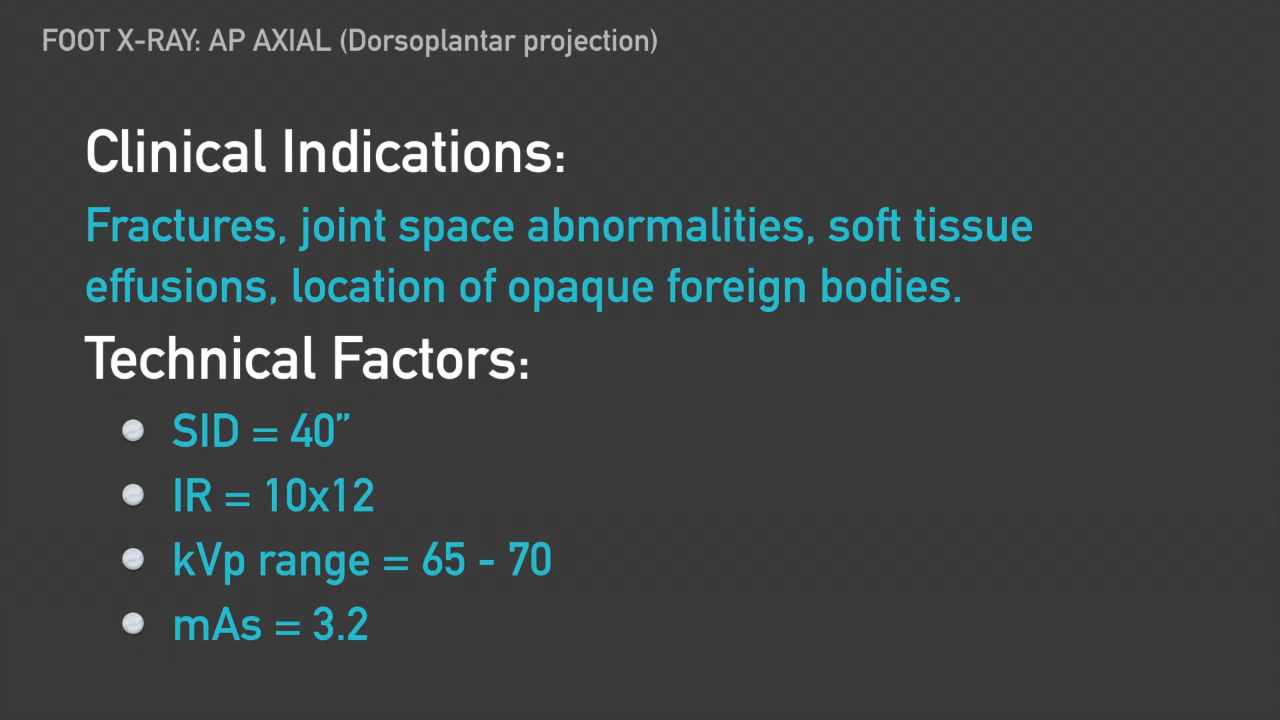 FOOT X-RAY: AP AXIAL (Dorsoplantar projection)
Clinical Indications:
Fractures, joint space abnormalities, soft tissue
effusions, location of opaque foreign bodies.
Technical Factors:
SID = 40”
IR = 10x12
kVp range = 65 - 70
mAs = 3.2